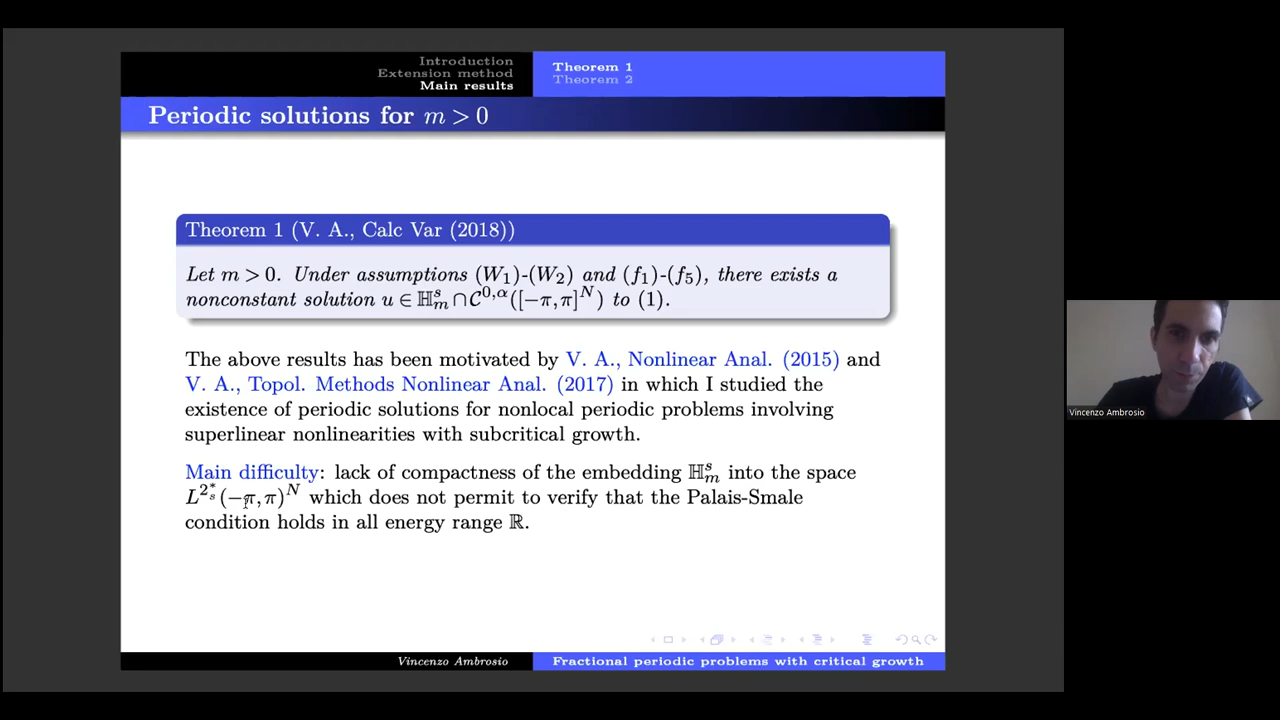 Introduction
Extension method
Main results
Theorem 1
Theorem 2
Periodic solutions for m > 0
Theorem 1 (V. A., Calc Var (2018))
Let m > 0. Under assumptions (W₁)-(W₂) and (f₁)-(f₅), there exists a
nonconstant solution u ∈ ℍˢₘ ∩ 𝒞^{0,α}([−π, π]^N) to (1).
The above results has been motivated by V. A., Nonlinear Anal. (2015) and
V. A., Topol. Methods Nonlinear Anal. (2017) in which I studied the
existence of periodic solutions for nonlocal periodic problems involving
superlinear nonlinearities with subcritical growth.
Main difficulty: lack of compactness of the embedding ℍˢₘ into the space
L^{2*_s}(−π, π)^N which does not permit to verify that the Palais-Smale
condition holds in all energy range ℝ.
Vincenzo Ambrosio
Fractional periodic problems with critical growth
Vincenzo Ambrosio